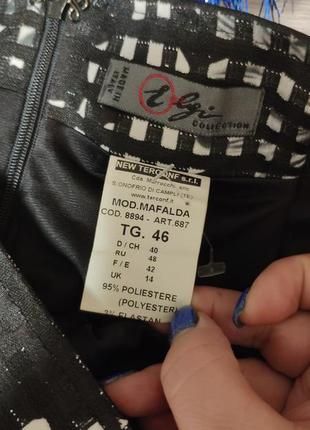 MADE IN
ITALY
COLLECTION
NEW TERCONF s.r.l.
S.ONOFRIO DI CAMPLI (TE)
www.terconf.it
MOD.MAFALDA
COD. 8894 - ART.687
TG. 46
D / CH 40
RU 48
F / E 42
UK 14
95% POLIESTERE
(POLYESTER)
ELASTAN